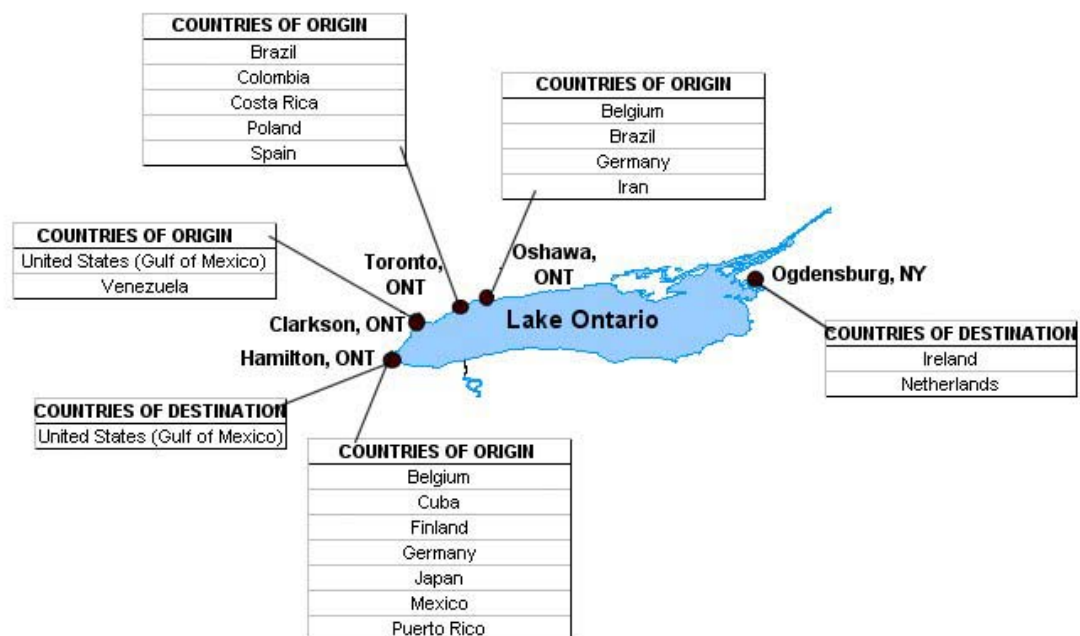 COUNTRIES OF ORIGIN
Brazil
Colombia
Costa Rica
Poland
Spain
COUNTRIES OF ORIGIN
Belgium
Brazil
Germany
Iran
COUNTRIES OF ORIGIN
United States (Gulf of Mexico)
Venezuela
Toronto,
ONT
Oshawa,
ONT
Ogdensburg, NY
Clarkson, ONT
Lake Ontario
Hamilton, ONT
COUNTRIES OF DESTINATION
Ireland
Netherlands
COUNTRIES OF DESTINATION
United States (Gulf of Mexico)
COUNTRIES OF ORIGIN
Belgium
Cuba
Finland
Germany
Japan
Mexico
Puerto Rico